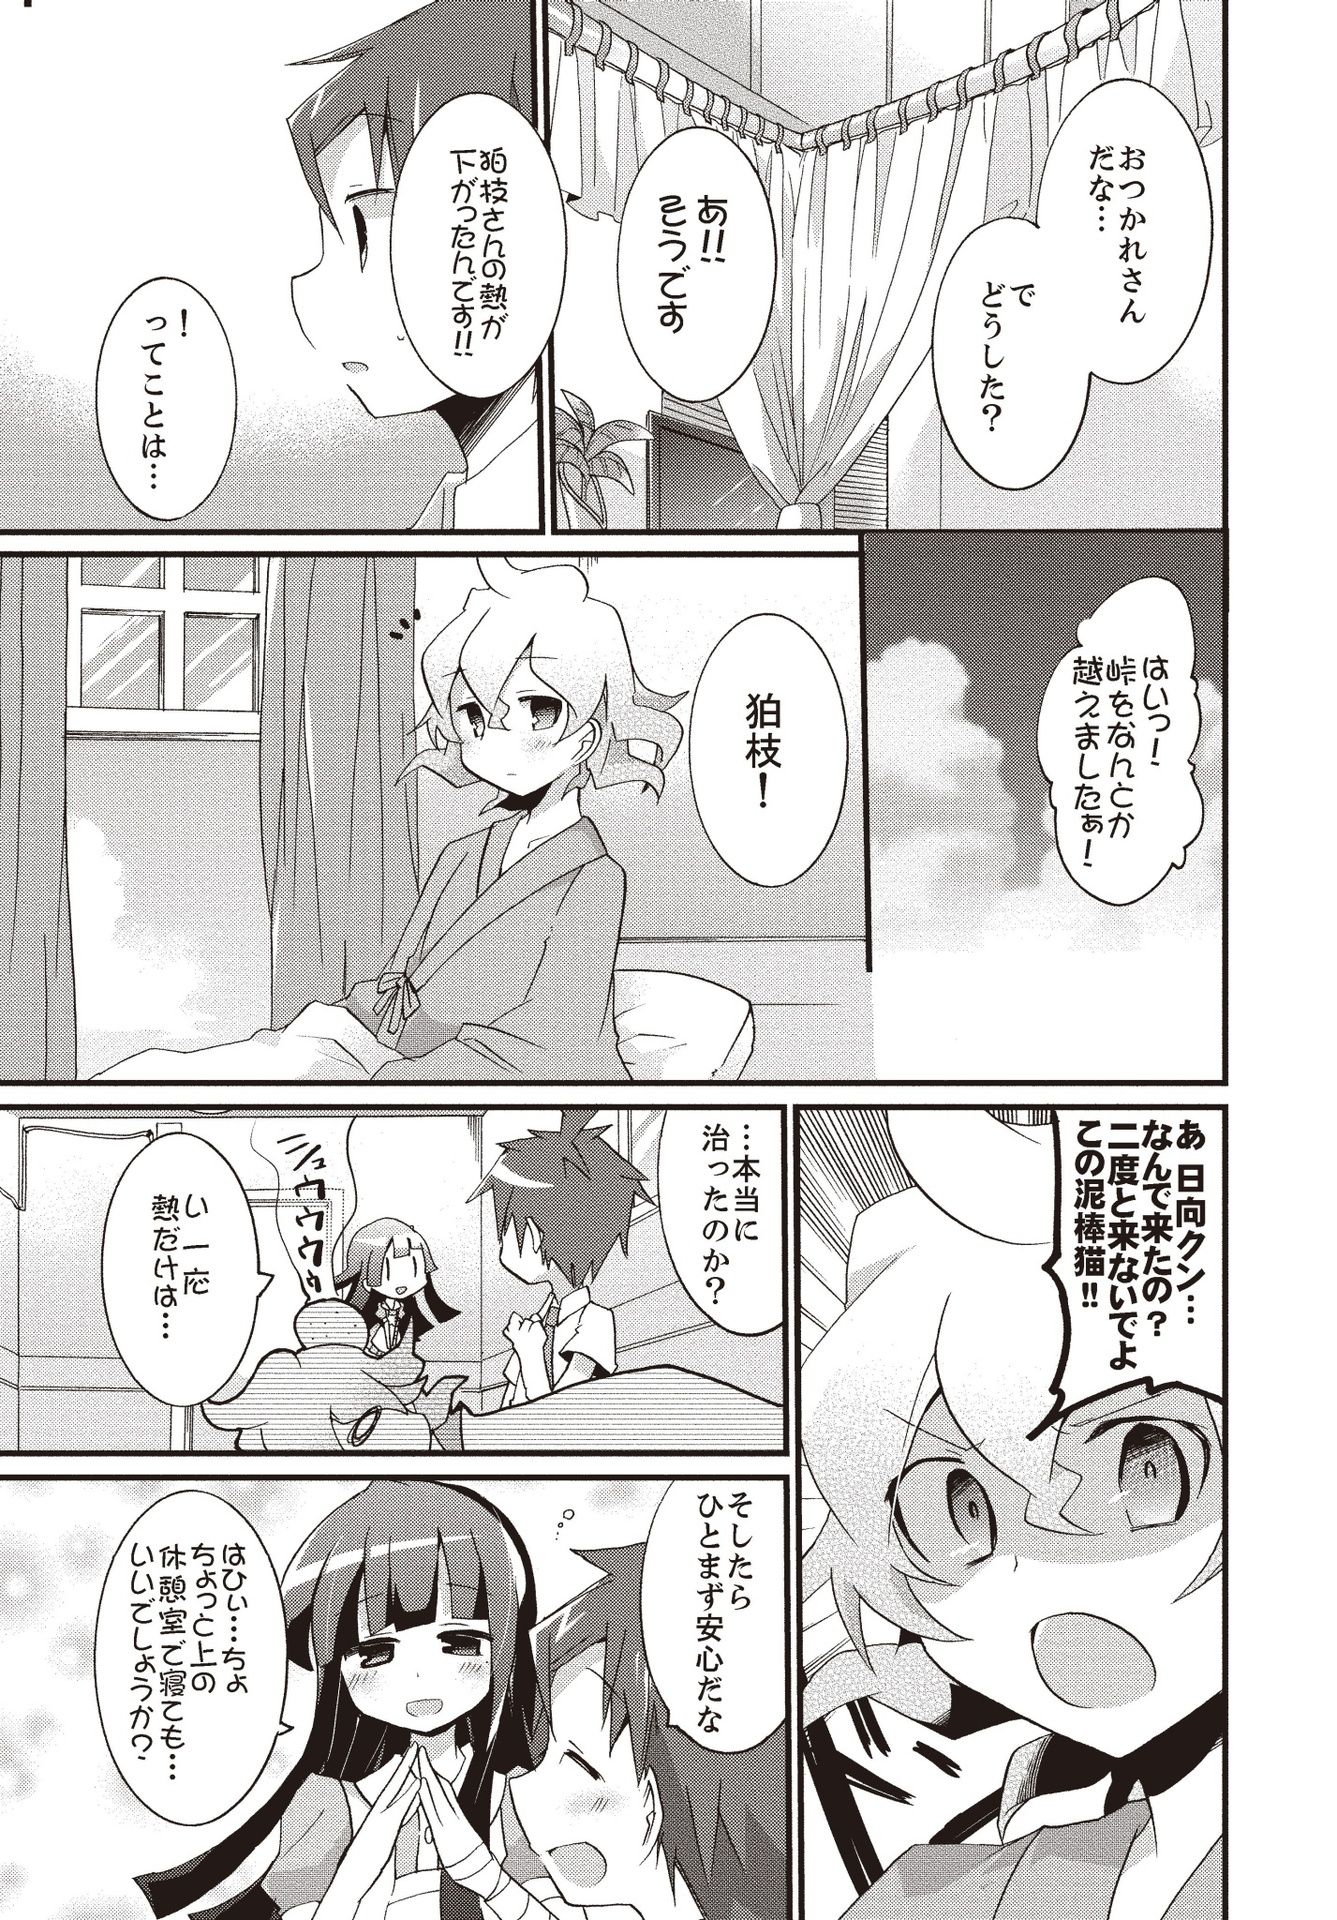 おつかれさん
だな…
で
どうした?
あ!!
そうです
狛枝さんの熱が
下がったんです!!
!
ってことは…
はいっ!
峠をなんとか
越えましたぁ!
狛枝!
あ 日向クン…
なんで来たの?
二度と来ないでよ
この泥棒猫!!
…本当に
治ったのか?
シュウウウゥ
い 一応
熱だけは…
そしたら
ひとまず安心だな
はひぃ…ちょ
ちょっと上の
休憩室で寝ても…
いいでしょうか?